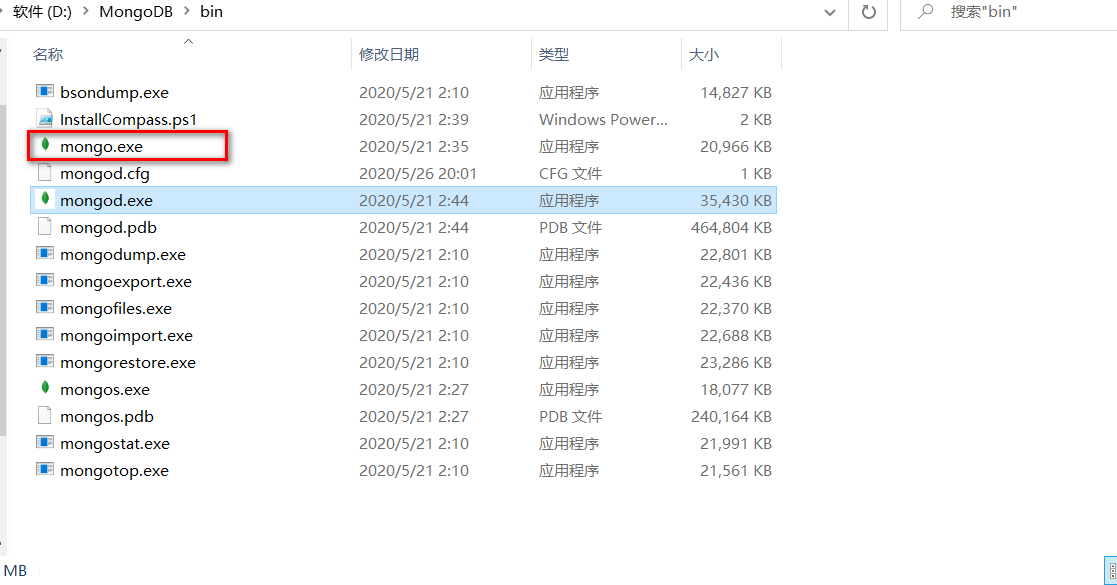 软件 (D:) > MongoDB > bin
搜索"bin"
名称 修改日期 类型 大小
bsondump.exe 2020/5/21 2:10 应用程序 14,827 KB
InstallCompass.ps1 2020/5/21 2:39 Windows Power... 2 KB
mongo.exe 2020/5/21 2:35 应用程序 20,966 KB
mongod.cfg 2020/5/26 20:01 CFG 文件 1 KB
mongod.exe 2020/5/21 2:44 应用程序 35,430 KB
mongod.pdb 2020/5/21 2:44 PDB 文件 464,804 KB
mongodump.exe 2020/5/21 2:10 应用程序 22,801 KB
mongoexport.exe 2020/5/21 2:10 应用程序 22,436 KB
mongofiles.exe 2020/5/21 2:10 应用程序 22,370 KB
mongoimport.exe 2020/5/21 2:10 应用程序 22,688 KB
mongorestore.exe 2020/5/21 2:10 应用程序 23,286 KB
mongos.exe 2020/5/21 2:27 应用程序 18,077 KB
mongos.pdb 2020/5/21 2:27 PDB 文件 240,164 KB
mongostat.exe 2020/5/21 2:10 应用程序 21,991 KB
mongotop.exe 2020/5/21 2:10 应用程序 21,561 KB
MB